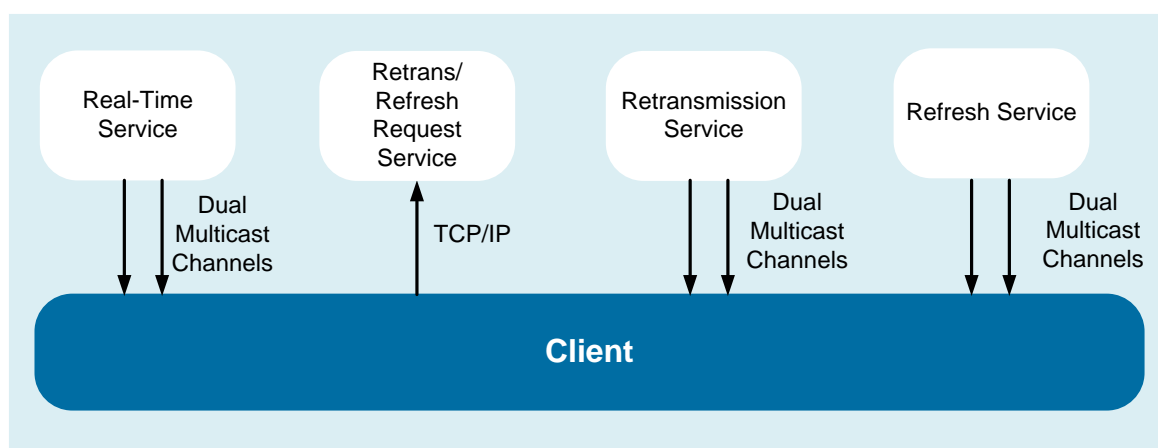 Real-Time
Service
Retrans/
Refresh
Request
Service
Retransmission
Service
Refresh Service
Dual
Multicast
Channels
TCP/IP
Dual
Multicast
Channels
Dual
Multicast
Channels
Client